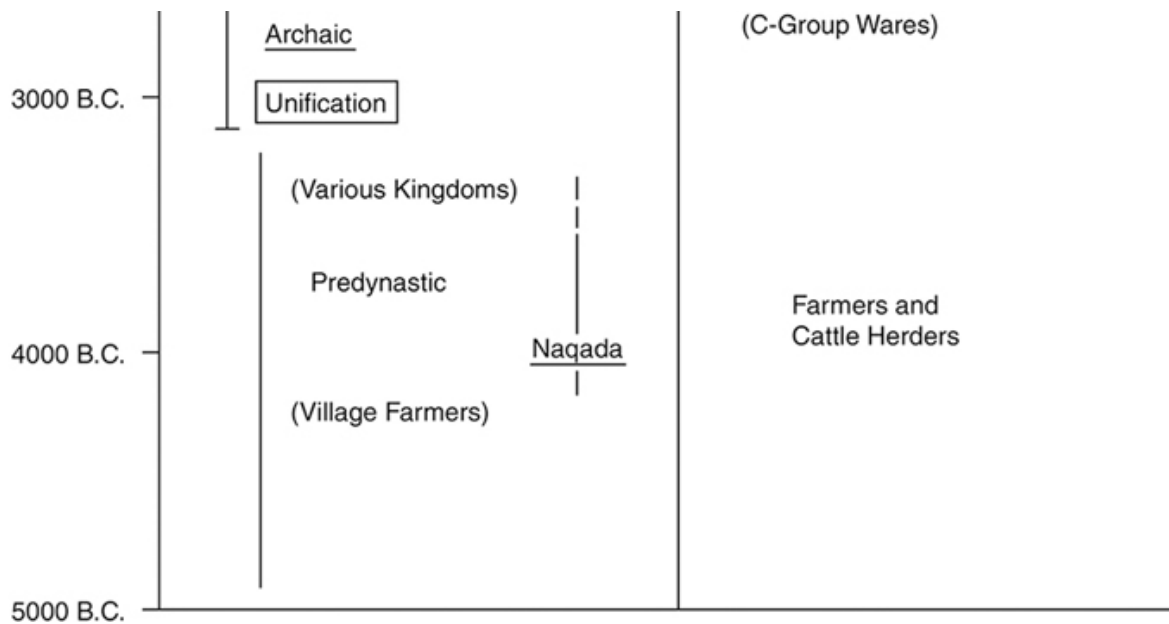 (C-Group Wares)
Archaic
3000 B.C.
Unification
(Various Kingdoms)
Predynastic
Farmers and
Cattle Herders
4000 B.C.
Naqada
(Village Farmers)
5000 B.C.